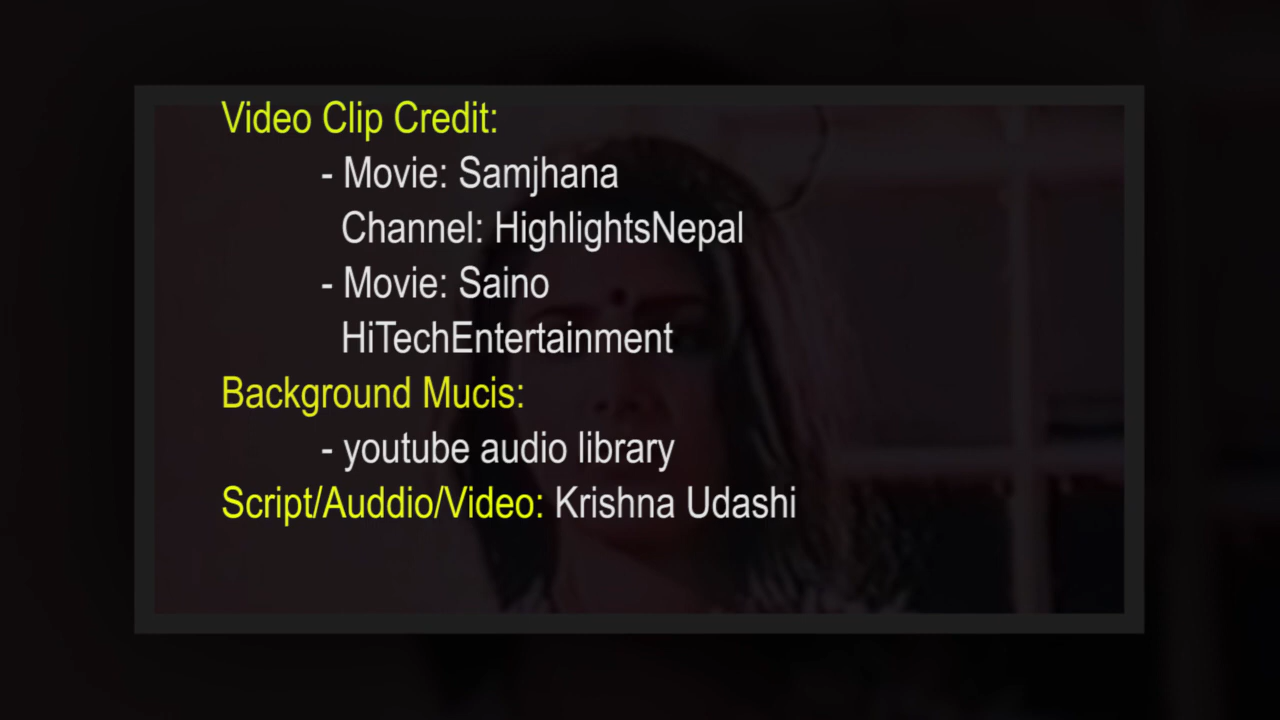 Video Clip Credit:
- Movie: Samjhana
Channel: HighlightsNepal
- Movie: Saino
HiTechEntertainment
Background Mucis:
- youtube audio library
Script/Auddio/Video: Krishna Udashi